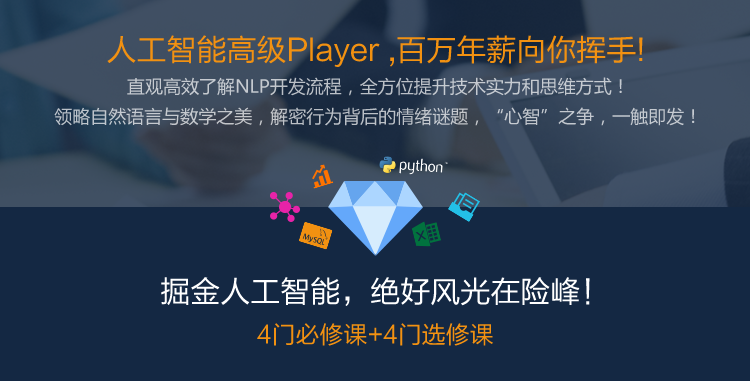 人工智能高级Player ,百万年薪向你挥手!
直观高效了解NLP开发流程，全方位提升技术实力和思维方式！
领略自然语言与数学之美，解密行为背后的情绪谜题，“心智”之争，一触即发！
python™
MySQL
掘金人工智能，绝好风光在险峰！
4门必修课+4门选修课